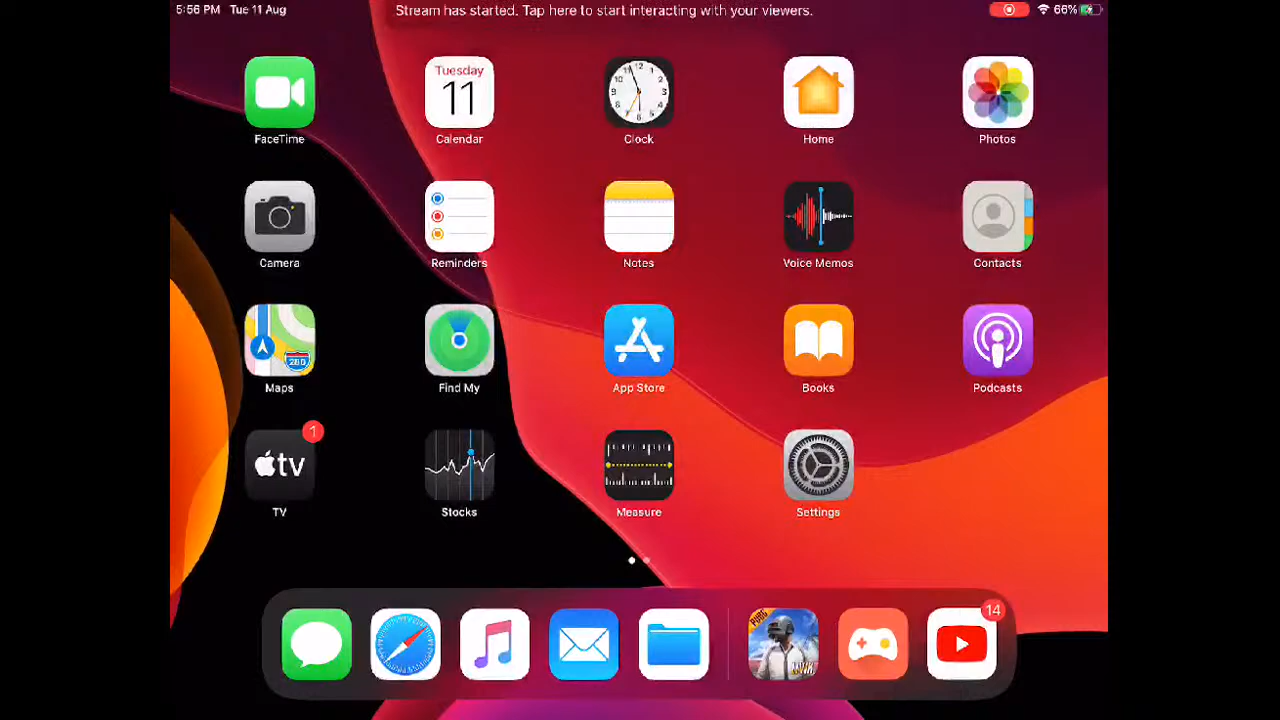 5:56 PM Tue 11 Aug Stream has started. Tap here to start interacting with your viewers. 66%
Tuesday
11
FaceTime Calendar Clock Home Photos
Camera Reminders Notes Voice Memos Contacts
280
Maps Find My App Store Books Podcasts
1
tv
TV Stocks Measure Settings
14
PUBG